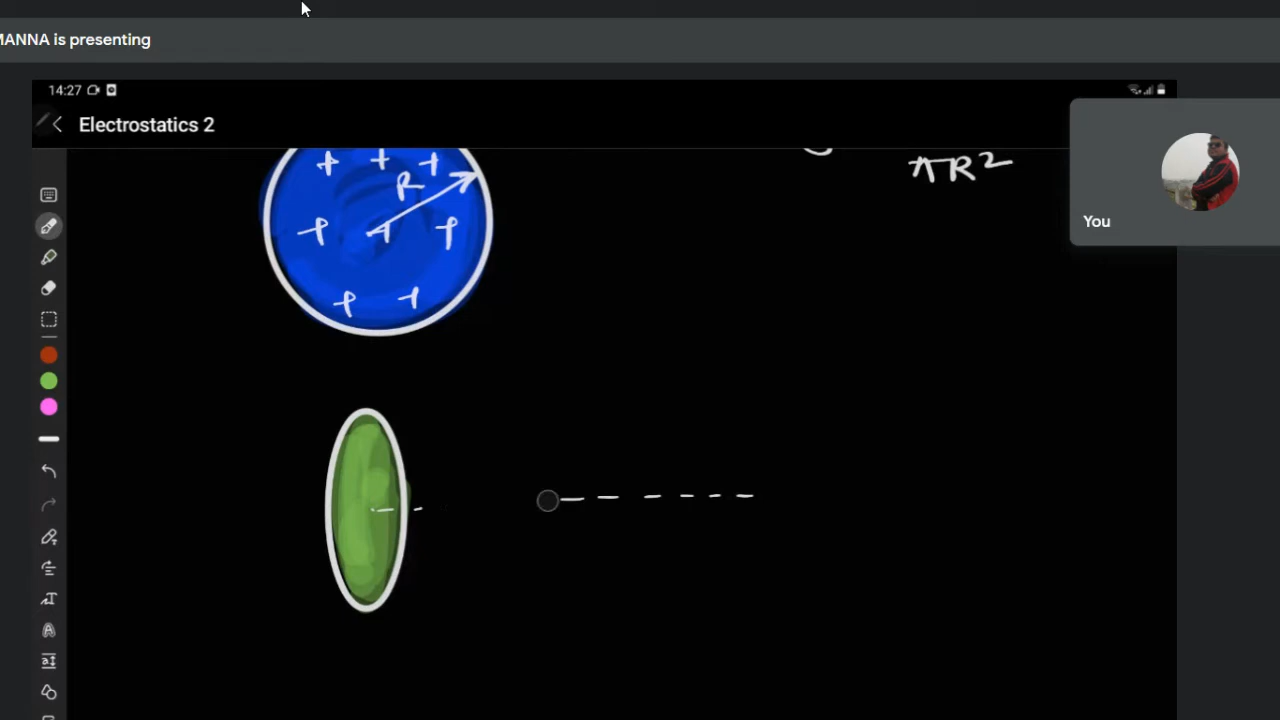 MANNA is presenting
14:27
Electrostatics 2
+ + +
R
πR²
+ + +
+ +
You